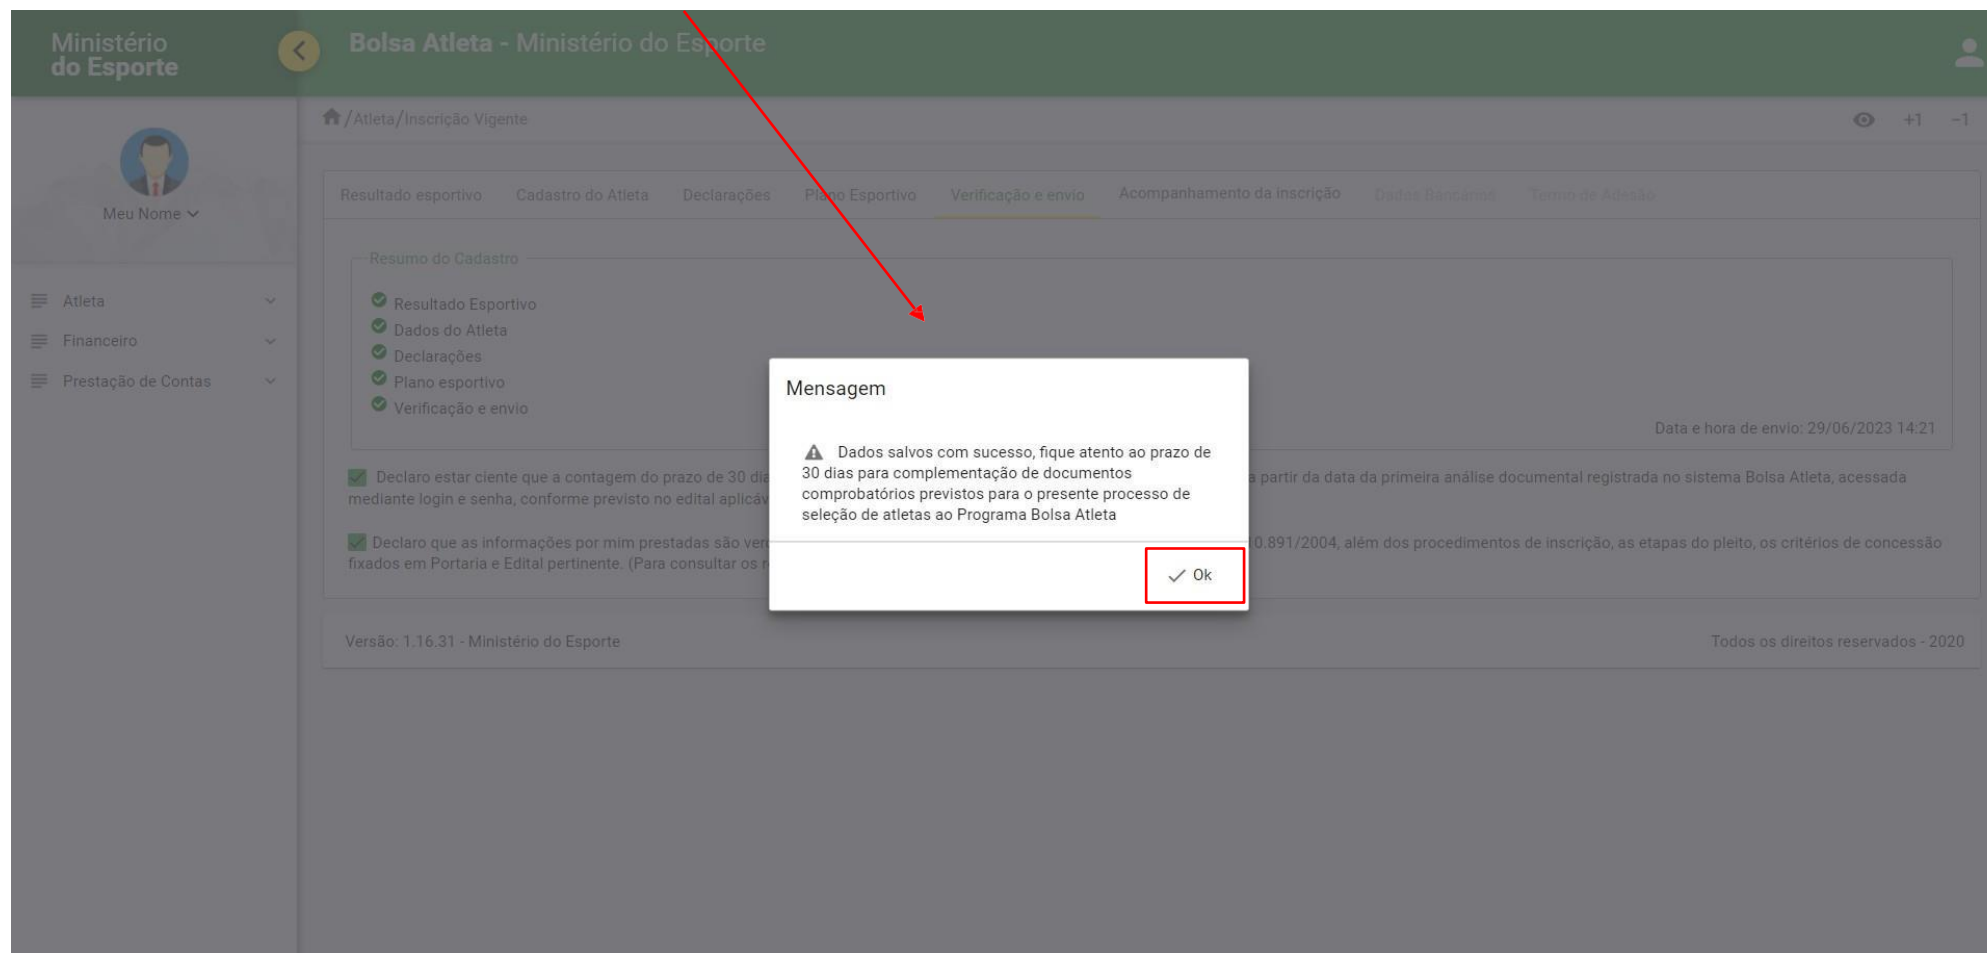 Ministério
do Esporte
Bolsa Atleta - Ministério do Esporte
/Atleta/Inscrição Vigente
+1 -1
Meu Nome
Atleta
Financeiro
Prestação de Contas
Resultado esportivo Cadastro do Atleta Declarações Plano Esportivo Verificação e envio Acompanhamento da inscrição Dados Bancários Termo de Adesão
Resumo do Cadastro
Resultado Esportivo
Dados do Atleta
Declarações
Plano esportivo
Verificação e envio
Data e hora de envio: 29/06/2023 14:21
Declaro estar ciente que a contagem do prazo de 30 dia a partir da data da primeira análise documental registrada no sistema Bolsa Atleta, acessada
mediante login e senha, conforme previsto no edital aplicáv
Declaro que as informações por mim prestadas são ver 0.891/2004, além dos procedimentos de inscrição, as etapas do pleito, os critérios de concessão
fixados em Portaria e Edital pertinente. (Para consultar os r
Mensagem
Dados salvos com sucesso, fique atento ao prazo de
30 dias para complementação de documentos
comprobatórios previstos para o presente processo de
seleção de atletas ao Programa Bolsa Atleta
Ok
Versão: 1.16.31 - Ministério do Esporte
Todos os direitos reservados - 2020